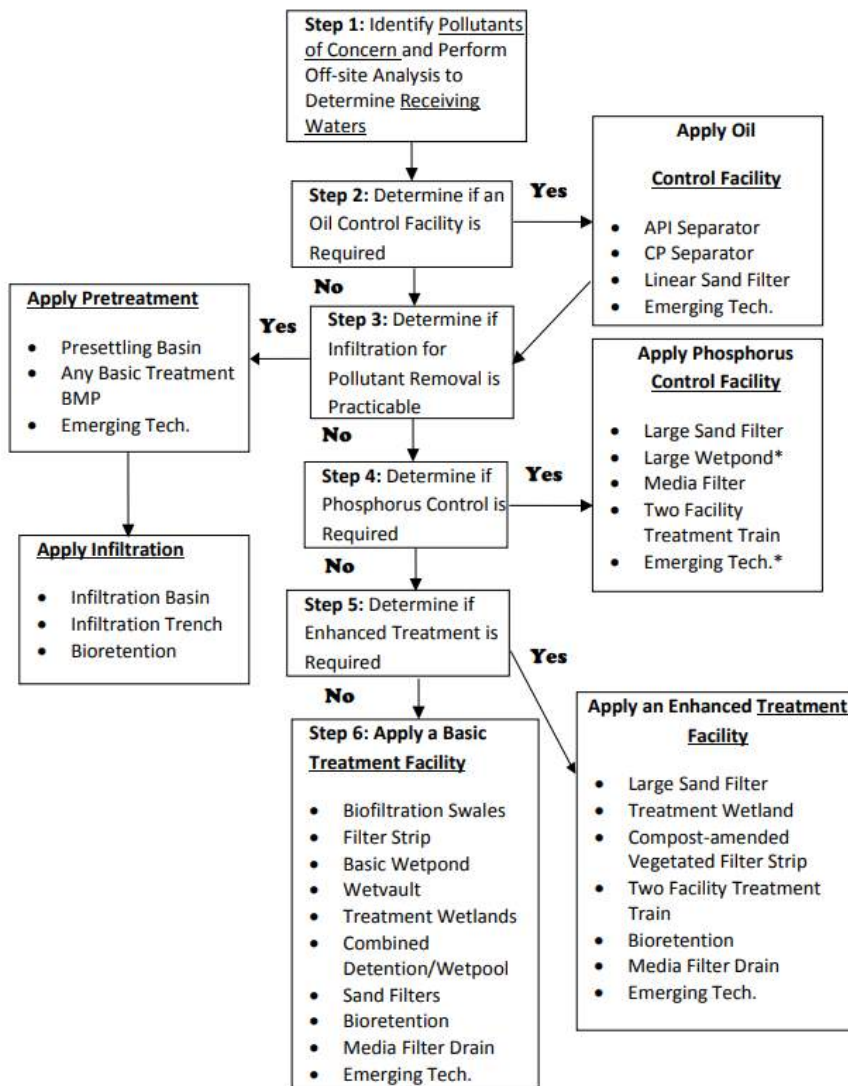 Step 1: Identify Pollutants
of Concern and Perform
Off-site Analysis to
Determine Receiving
Waters
Apply Oil
Control Facility
• API Separator
• CP Separator
• Linear Sand Filter
• Emerging Tech.
Step 2: Determine if an
Oil Control Facility is
Required
Yes
No
Apply Pretreatment
• Presettling Basin
• Any Basic Treatment
BMP
• Emerging Tech.
Yes
Step 3: Determine if
Infiltration for
Pollutant Removal is
Practicable
No
Apply Phosphorus
Control Facility
• Large Sand Filter
• Large Wetpond*
• Media Filter
• Two Facility
Treatment Train
• Emerging Tech.*
Step 4: Determine if
Phosphorus Control is
Required
Yes
No
Apply Infiltration
• Infiltration Basin
• Infiltration Trench
• Bioretention
Step 5: Determine if
Enhanced Treatment is
Required
Yes
No
Step 6: Apply a Basic
Treatment Facility
• Biofiltration Swales
• Filter Strip
• Basic Wetpond
• Wetvault
• Treatment Wetlands
• Combined
Detention/Wetpool
• Sand Filters
• Bioretention
• Media Filter Drain
• Emerging Tech.
Apply an Enhanced Treatment
Facility
• Large Sand Filter
• Treatment Wetland
• Compost-amended
Vegetated Filter Strip
• Two Facility Treatment
Train
• Bioretention
• Media Filter Drain
• Emerging Tech.